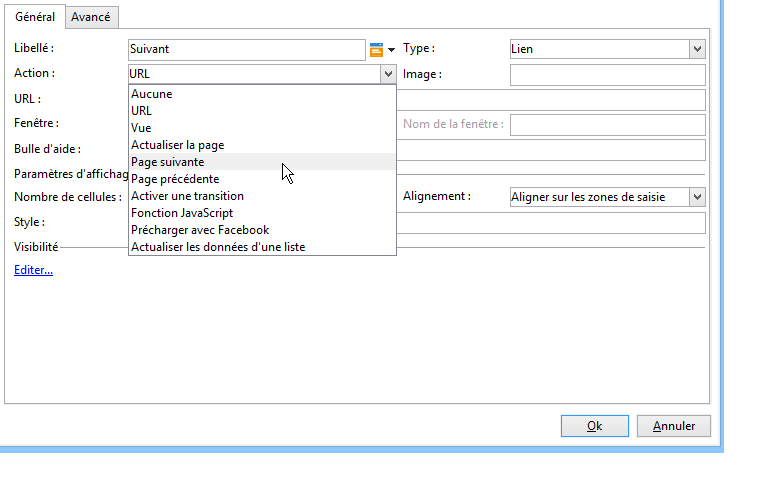 Général Avancé
Libellé : Suivant Type : Lien
Action : URL Image :
URL : Aucune
URL
Fenêtre : Vue Nom de la fenêtre :
Bulle d'aide : Actualiser la page
Page suivante
Paramètres d'affichag Page précédente
Nombre de cellules : Activer une transition Alignement : Aligner sur les zones de saisie
Style : Fonction JavaScript
Précharger avec Facebook
Visibilité Actualiser les données d'une liste
Editer...
Ok Annuler